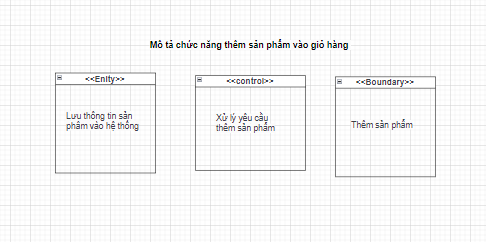 Mô tả chức năng thêm sản phẩm vào giỏ hàng
<<Enity>>
Lưu thông tin sản
phâm vào hệ thống
<<control>>
Xử lý yêu cầu
thêm sản phẩm
<<Boundary>>
Thêm sản phẩm